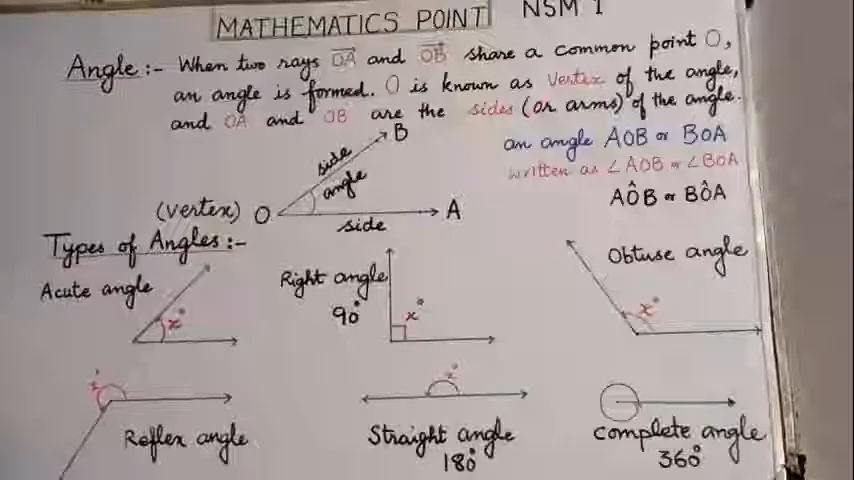 MATHEMATICS POINT NSM 1
Angle :- When two rays OA and OB share a common point O,
an angle is formed. O is known as Vertex of the angle,
and OA and OB are the sides (or arms) of the angle.
B
side
angle
(Vertex) O
A
side
an angle AOB or BOA
written as ∠AOB or ∠BOA
AÔB or BÔA
Types of Angles :-
Acute angle
x°
Right angle
90°
x°
Obtuse angle
x°
x°
Reflex angle
x°
Straight angle
180°
Complete angle
360°